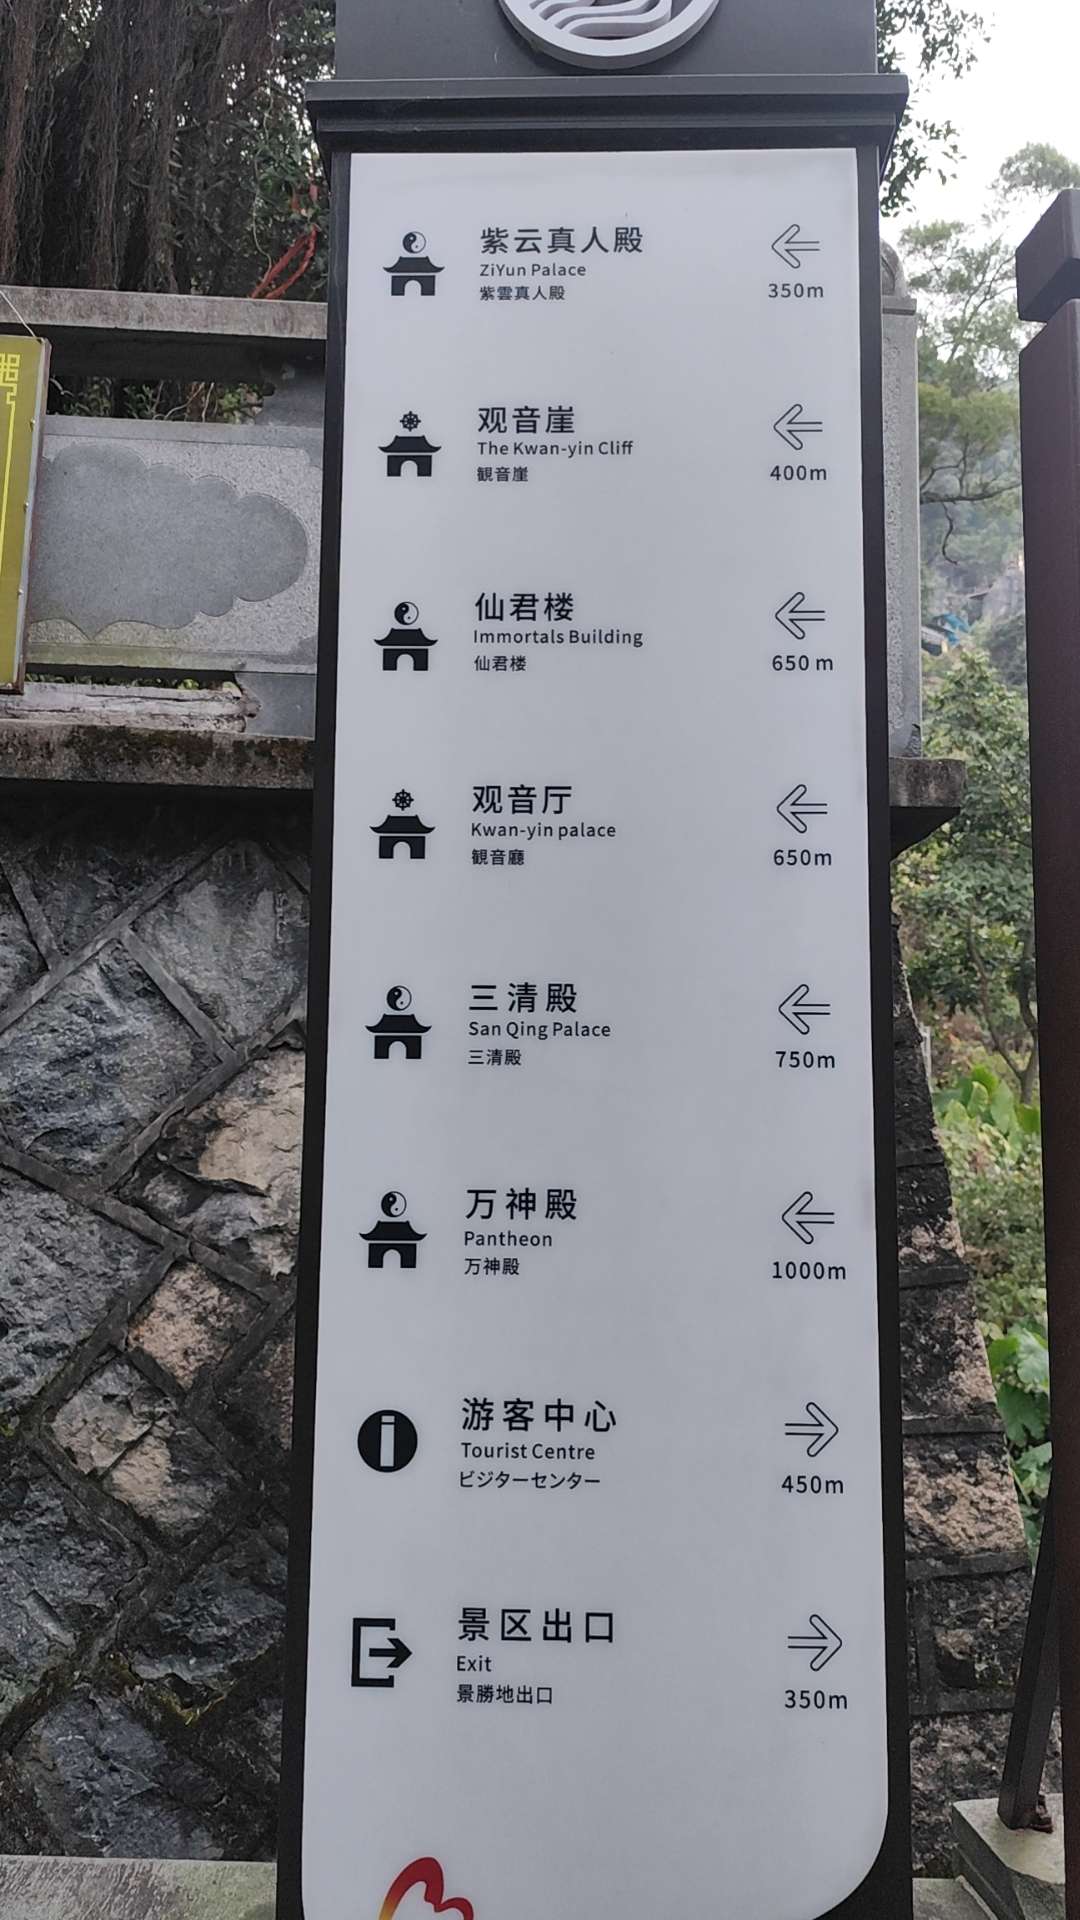 紫云真人殿
ZiYun Palace
紫雲真人殿
350m
观音崖
The Kwan-yin Cliff
観音崖
400m
仙君楼
Immortals Building
仙君楼
650 m
观音厅
Kwan-yin palace
観音廳
650m
三清殿
San Qing Palace
三清殿
750m
万神殿
Pantheon
万神殿
1000m
游客中心
Tourist Centre
ビジターセンター
450m
景区出口
Exit
景勝地出口
350m